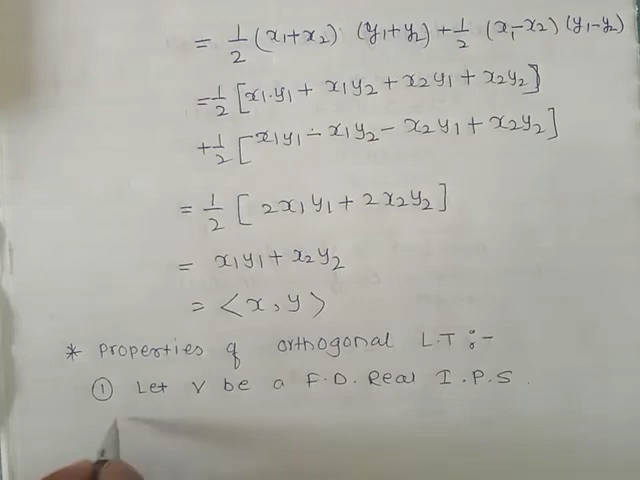 = 1/2 (x₁+x₂) (y₁+y₂) + 1/2 (x₁-x₂) (y₁-y₂)
= 1/2 [x₁.y₁ + x₁y₂ + x₂y₁ + x₂y₂]
+ 1/2 [x₁y₁ - x₁y₂ - x₂y₁ + x₂y₂]
= 1/2 [ 2x₁y₁ + 2x₂y₂ ]
= x₁y₁ + x₂y₂
= < x, y >
* Properties of orthogonal L.T :-
① Let V be a F.D. Real I.P.S.